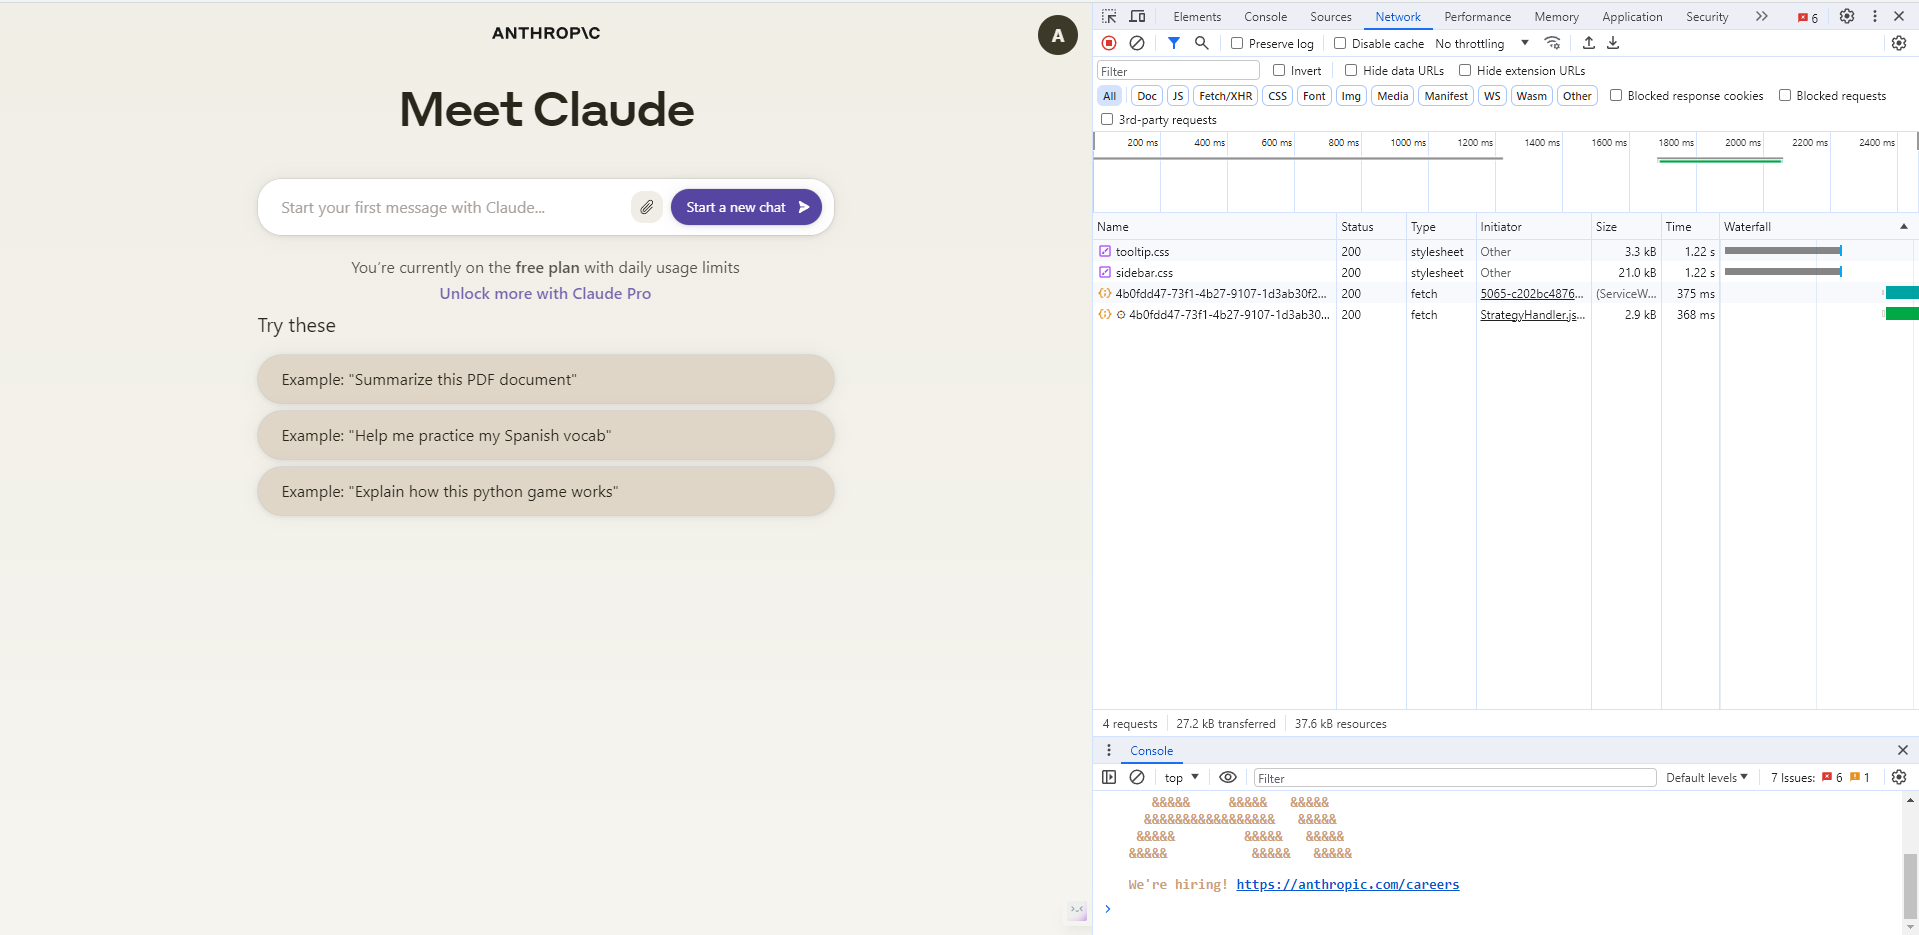 ANTHROP\C
A
Meet Claude
Start your first message with Claude...
Start a new chat
You're currently on the free plan with daily usage limits
Unlock more with Claude Pro
Try these
Example: "Summarize this PDF document"
Example: "Help me practice my Spanish vocab"
Example: "Explain how this python game works"
Elements Console Sources Network Performance Memory Application Security 6
Preserve log Disable cache No throttling
Filter Invert Hide data URLs Hide extension URLs
All Doc JS Fetch/XHR CSS Font Img Media Manifest WS Wasm Other Blocked response cookies Blocked requests
3rd-party requests
200 ms 400 ms 600 ms 800 ms 1000 ms 1200 ms 1400 ms 1600 ms 1800 ms 2000 ms 2200 ms 2400 ms
Name Status Type Initiator Size Time Waterfall
tooltip.css 200 stylesheet Other 3.3 kB 1.22 s
sidebar.css 200 stylesheet Other 21.0 kB 1.22 s
4b0fdd47-73f1-4b27-9107-1d3ab30f2... 200 fetch 5065-c202bc4876... (ServiceW... 375 ms
4b0fdd47-73f1-4b27-9107-1d3ab30... 200 fetch StrategyHandler.js... 2.9 kB 368 ms
4 requests 27.2 kB transferred 37.6 kB resources
Console
top Filter Default levels 7 Issues: 6 1
&&&&& &&&&& &&&&&
&&&&&&&&&&&&&&&&& &&&&&
&&&&& &&&&& &&&&&
&&&&& &&&&& &&&&&
We're hiring! https://anthropic.com/careers
>